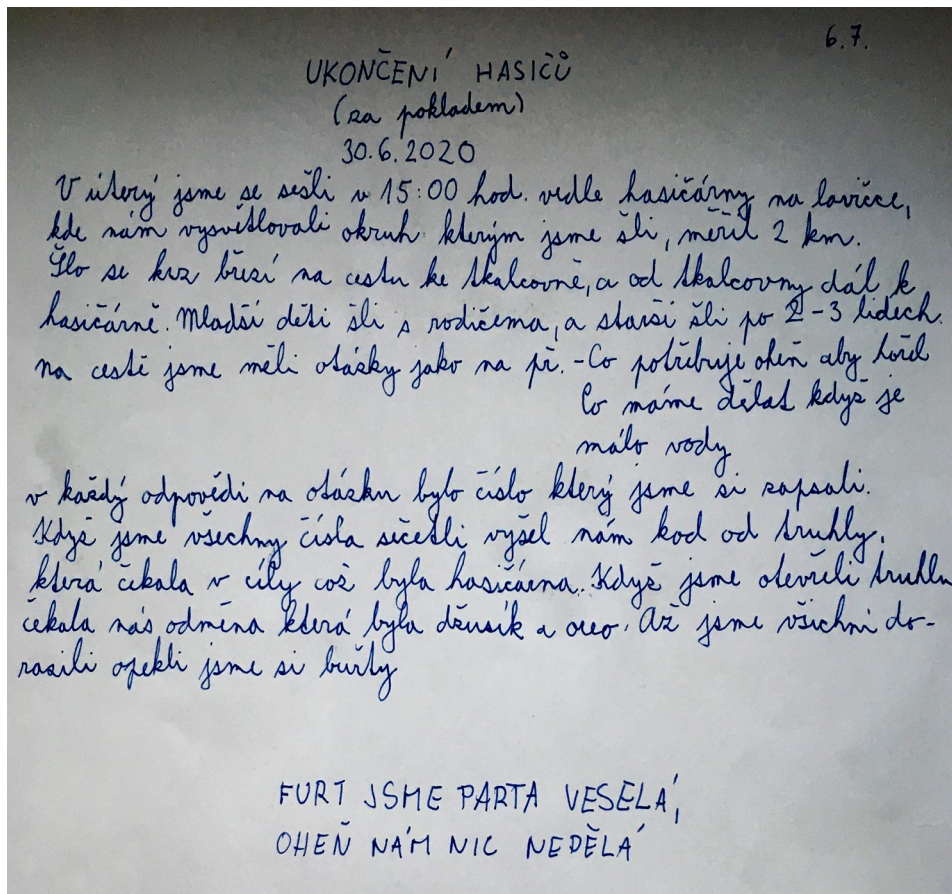 6.7.
UKONČENÍ HASIČŮ
(za pokladem)
30.6.2020
V úterý jsme se sešli v 15:00 hod. vedle hasičárny na lavičce,
kde nám vysvětlovali okruh kterým jsme šli, měřil 2 km.
Šlo se krz březí na cestu ke Skalcovně, a od Skalcovny dál k
hasičárně. Mladší děti šli s rodičema, a starší šli po 2-3 lidech.
na cestě jsme měli otázky jako na př. -Co potřebuje oheň aby hořel
Co máme dělat když je
málo vody
v každý odpovědi na otázku bylo číslo který jsme si zapsali.
Když jsme všechny čísla sičetli vyšel nám kod od truhly.
která čekala v cíly což byla hasičáena. Když jsme otevřeli truhlu
čekala nás odměna která byla džusík a oreo. Až jsme všichni do-
razili opekli jsme si buřty
FURT JSME PARTA VESELÁ,
OHEŇ NÁM NIC NEDĚLÁ